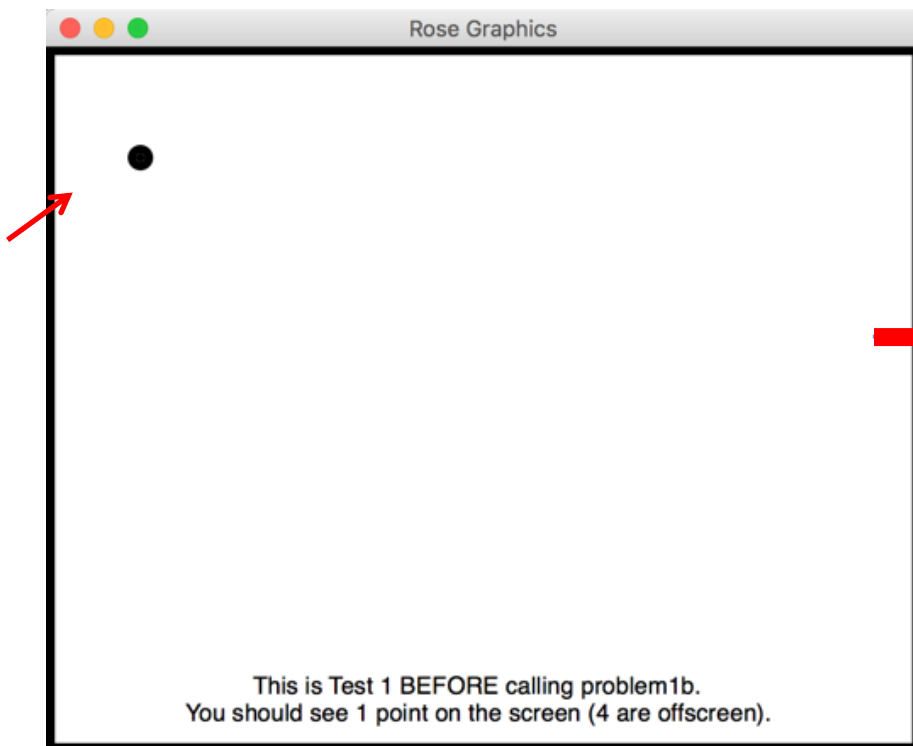 Rose Graphics
This is Test 1 BEFORE calling problem1b.
You should see 1 point on the screen (4 are offscreen).